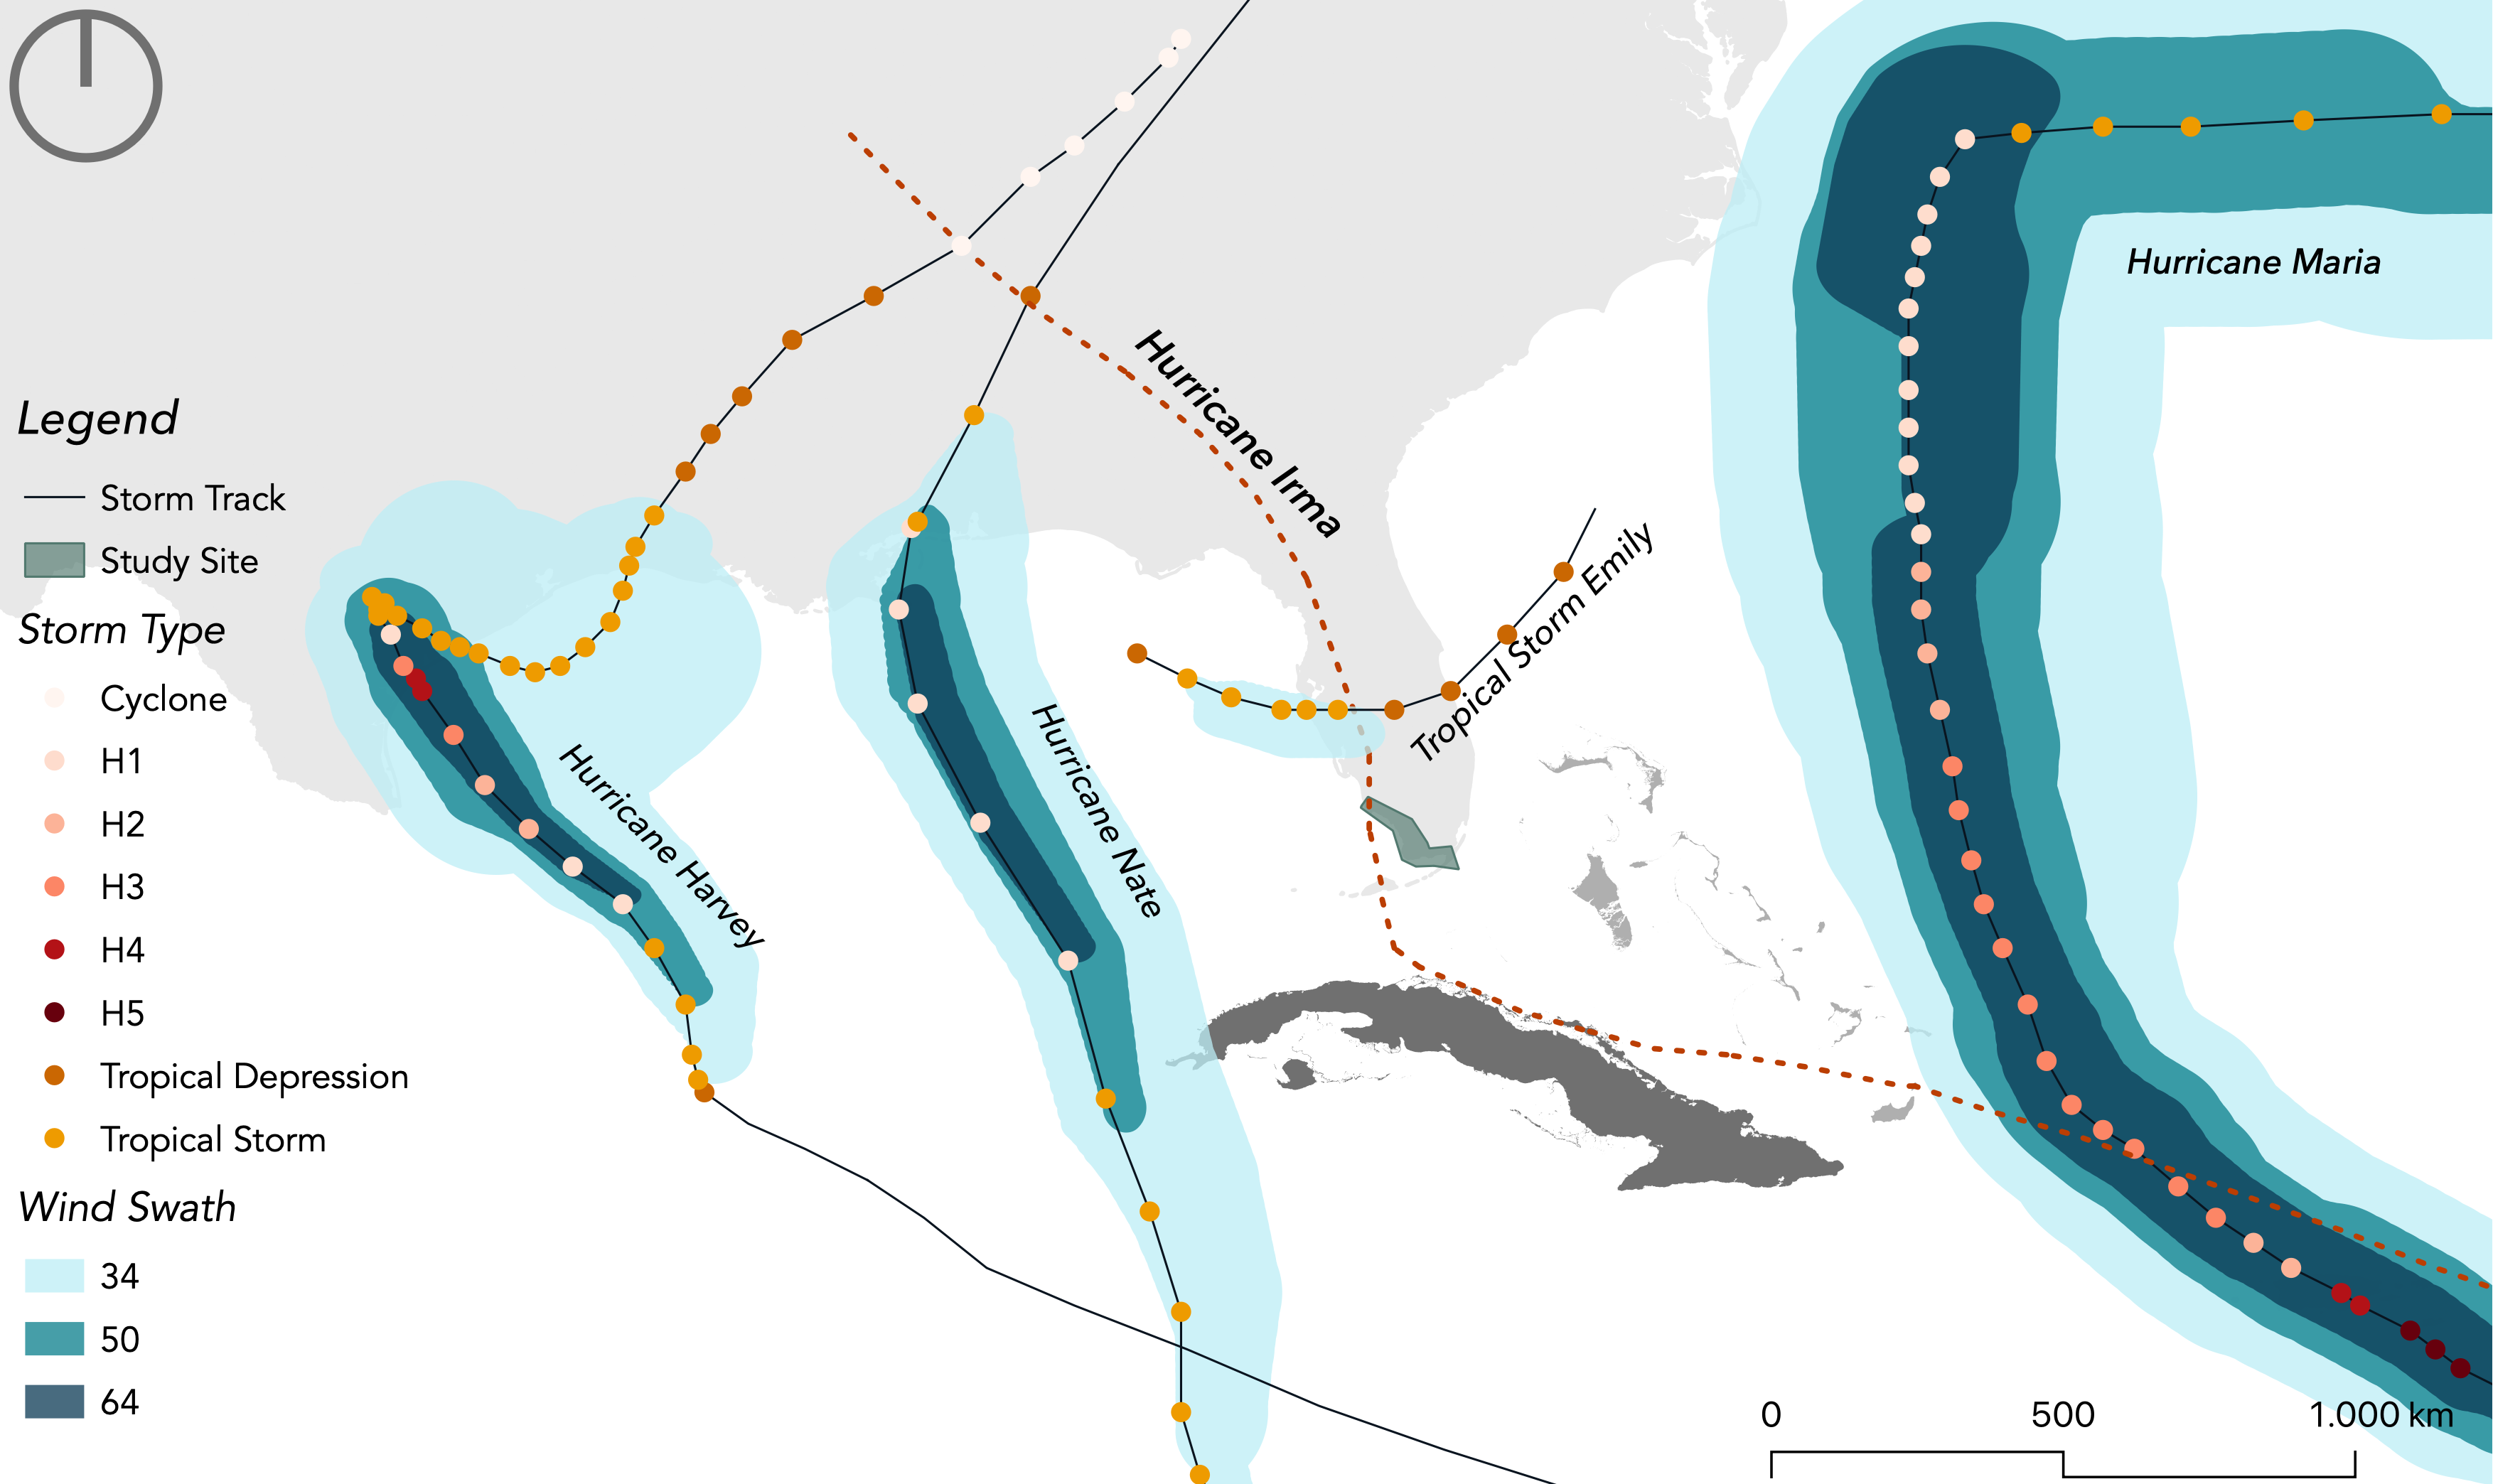 Hurricane Maria
Hurricane Irma
Legend
Storm Track
Study Site
Storm Type
Cyclone
H1
H2
H3
H4
H5
Tropical Depression
Tropical Storm
Wind Swath
34
50
64
Hurricane Harvey
Hurricane Nate
Tropical Storm Emily
0 500 1.000 km